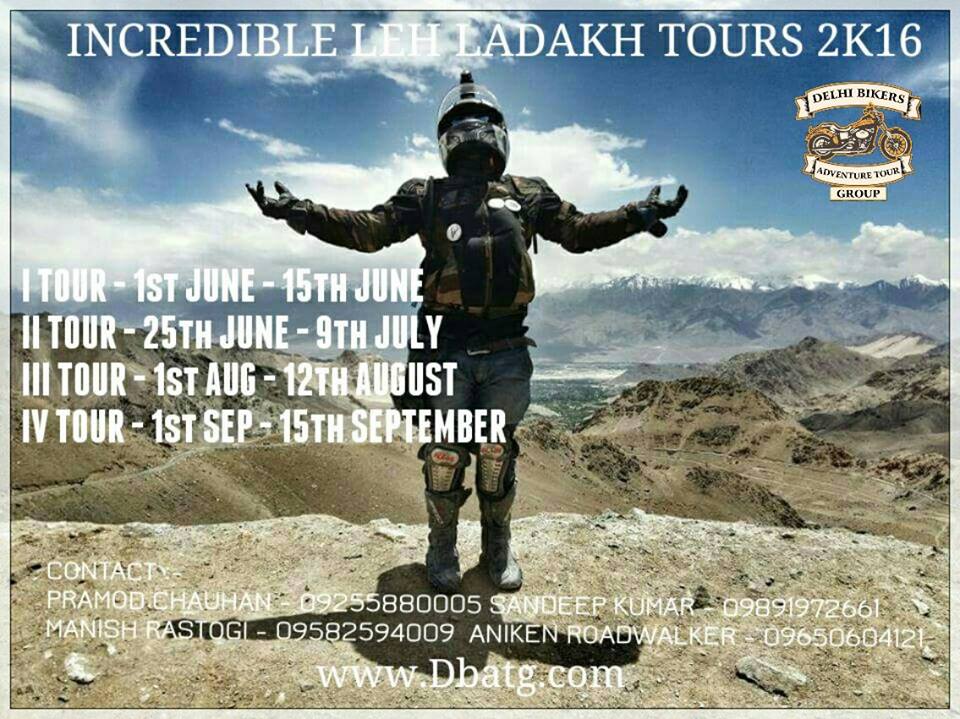 INCREDIBLE LEH LADAKH TOURS 2K16
DELHI BIKERS
ADVENTURE TOUR
GROUP
I TOUR - 1ST JUNE - 15TH JUNE
II TOUR - 25TH JUNE - 9TH JULY
III TOUR - 1ST AUG - 12TH AUGUST
IV TOUR - 1ST SEP - 15TH SEPTEMBER
CONTACT:-
PRAMOD.CHAUHAN - 09255880005 SANDEEP KUMAR - 09891972661
MANISH RASTOGI - 09582594009 ANIKEN ROADWALKER - 09650604121
www.Dbatg.com